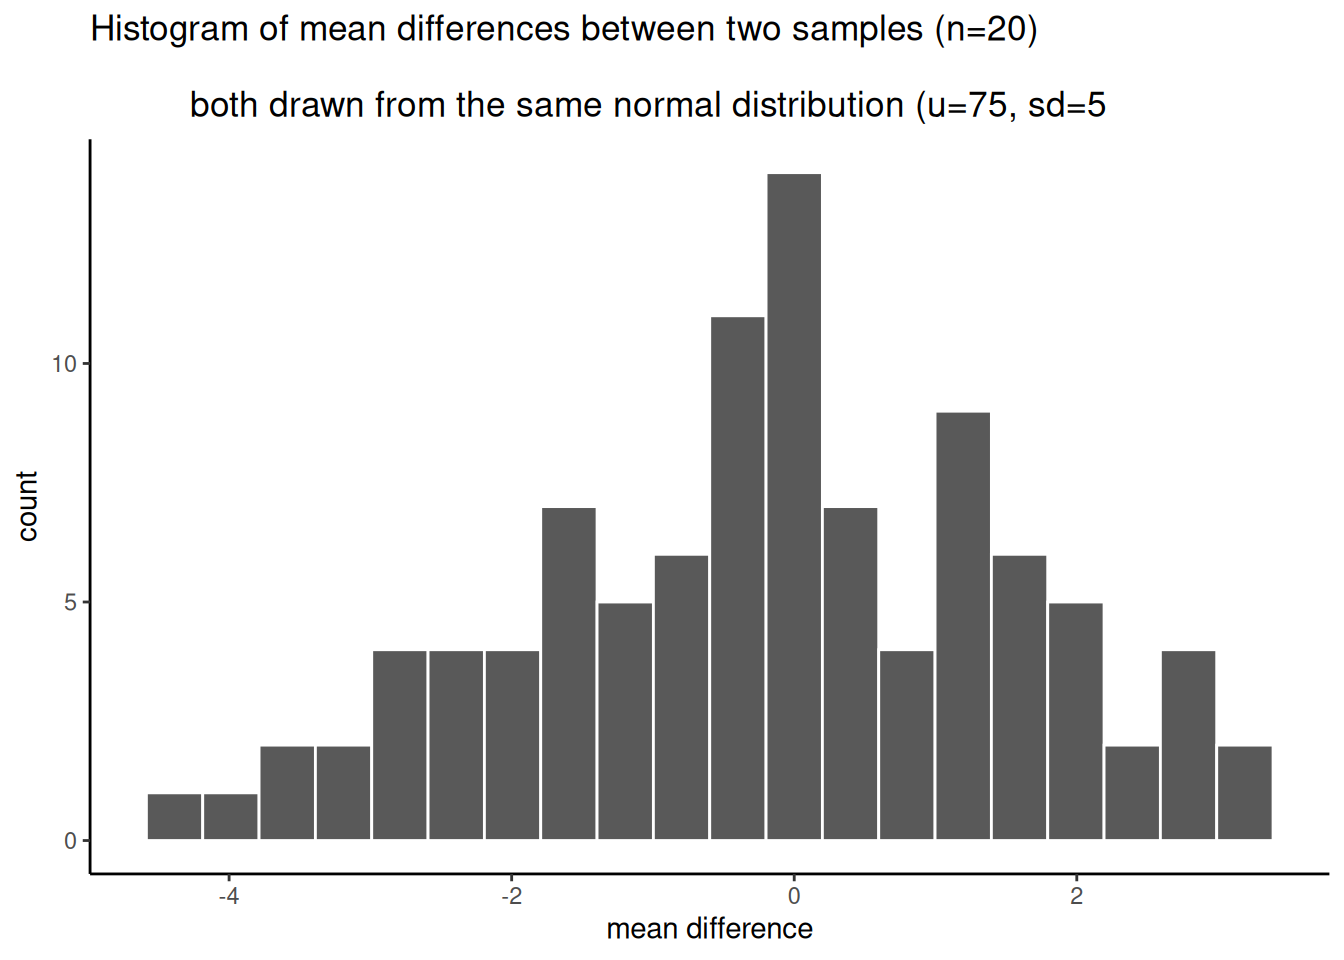 Histogram of mean differences between two samples (n=20)
both drawn from the same normal distribution (u=75, sd=5
10
5
0
count
-4
-2
0
2
mean difference